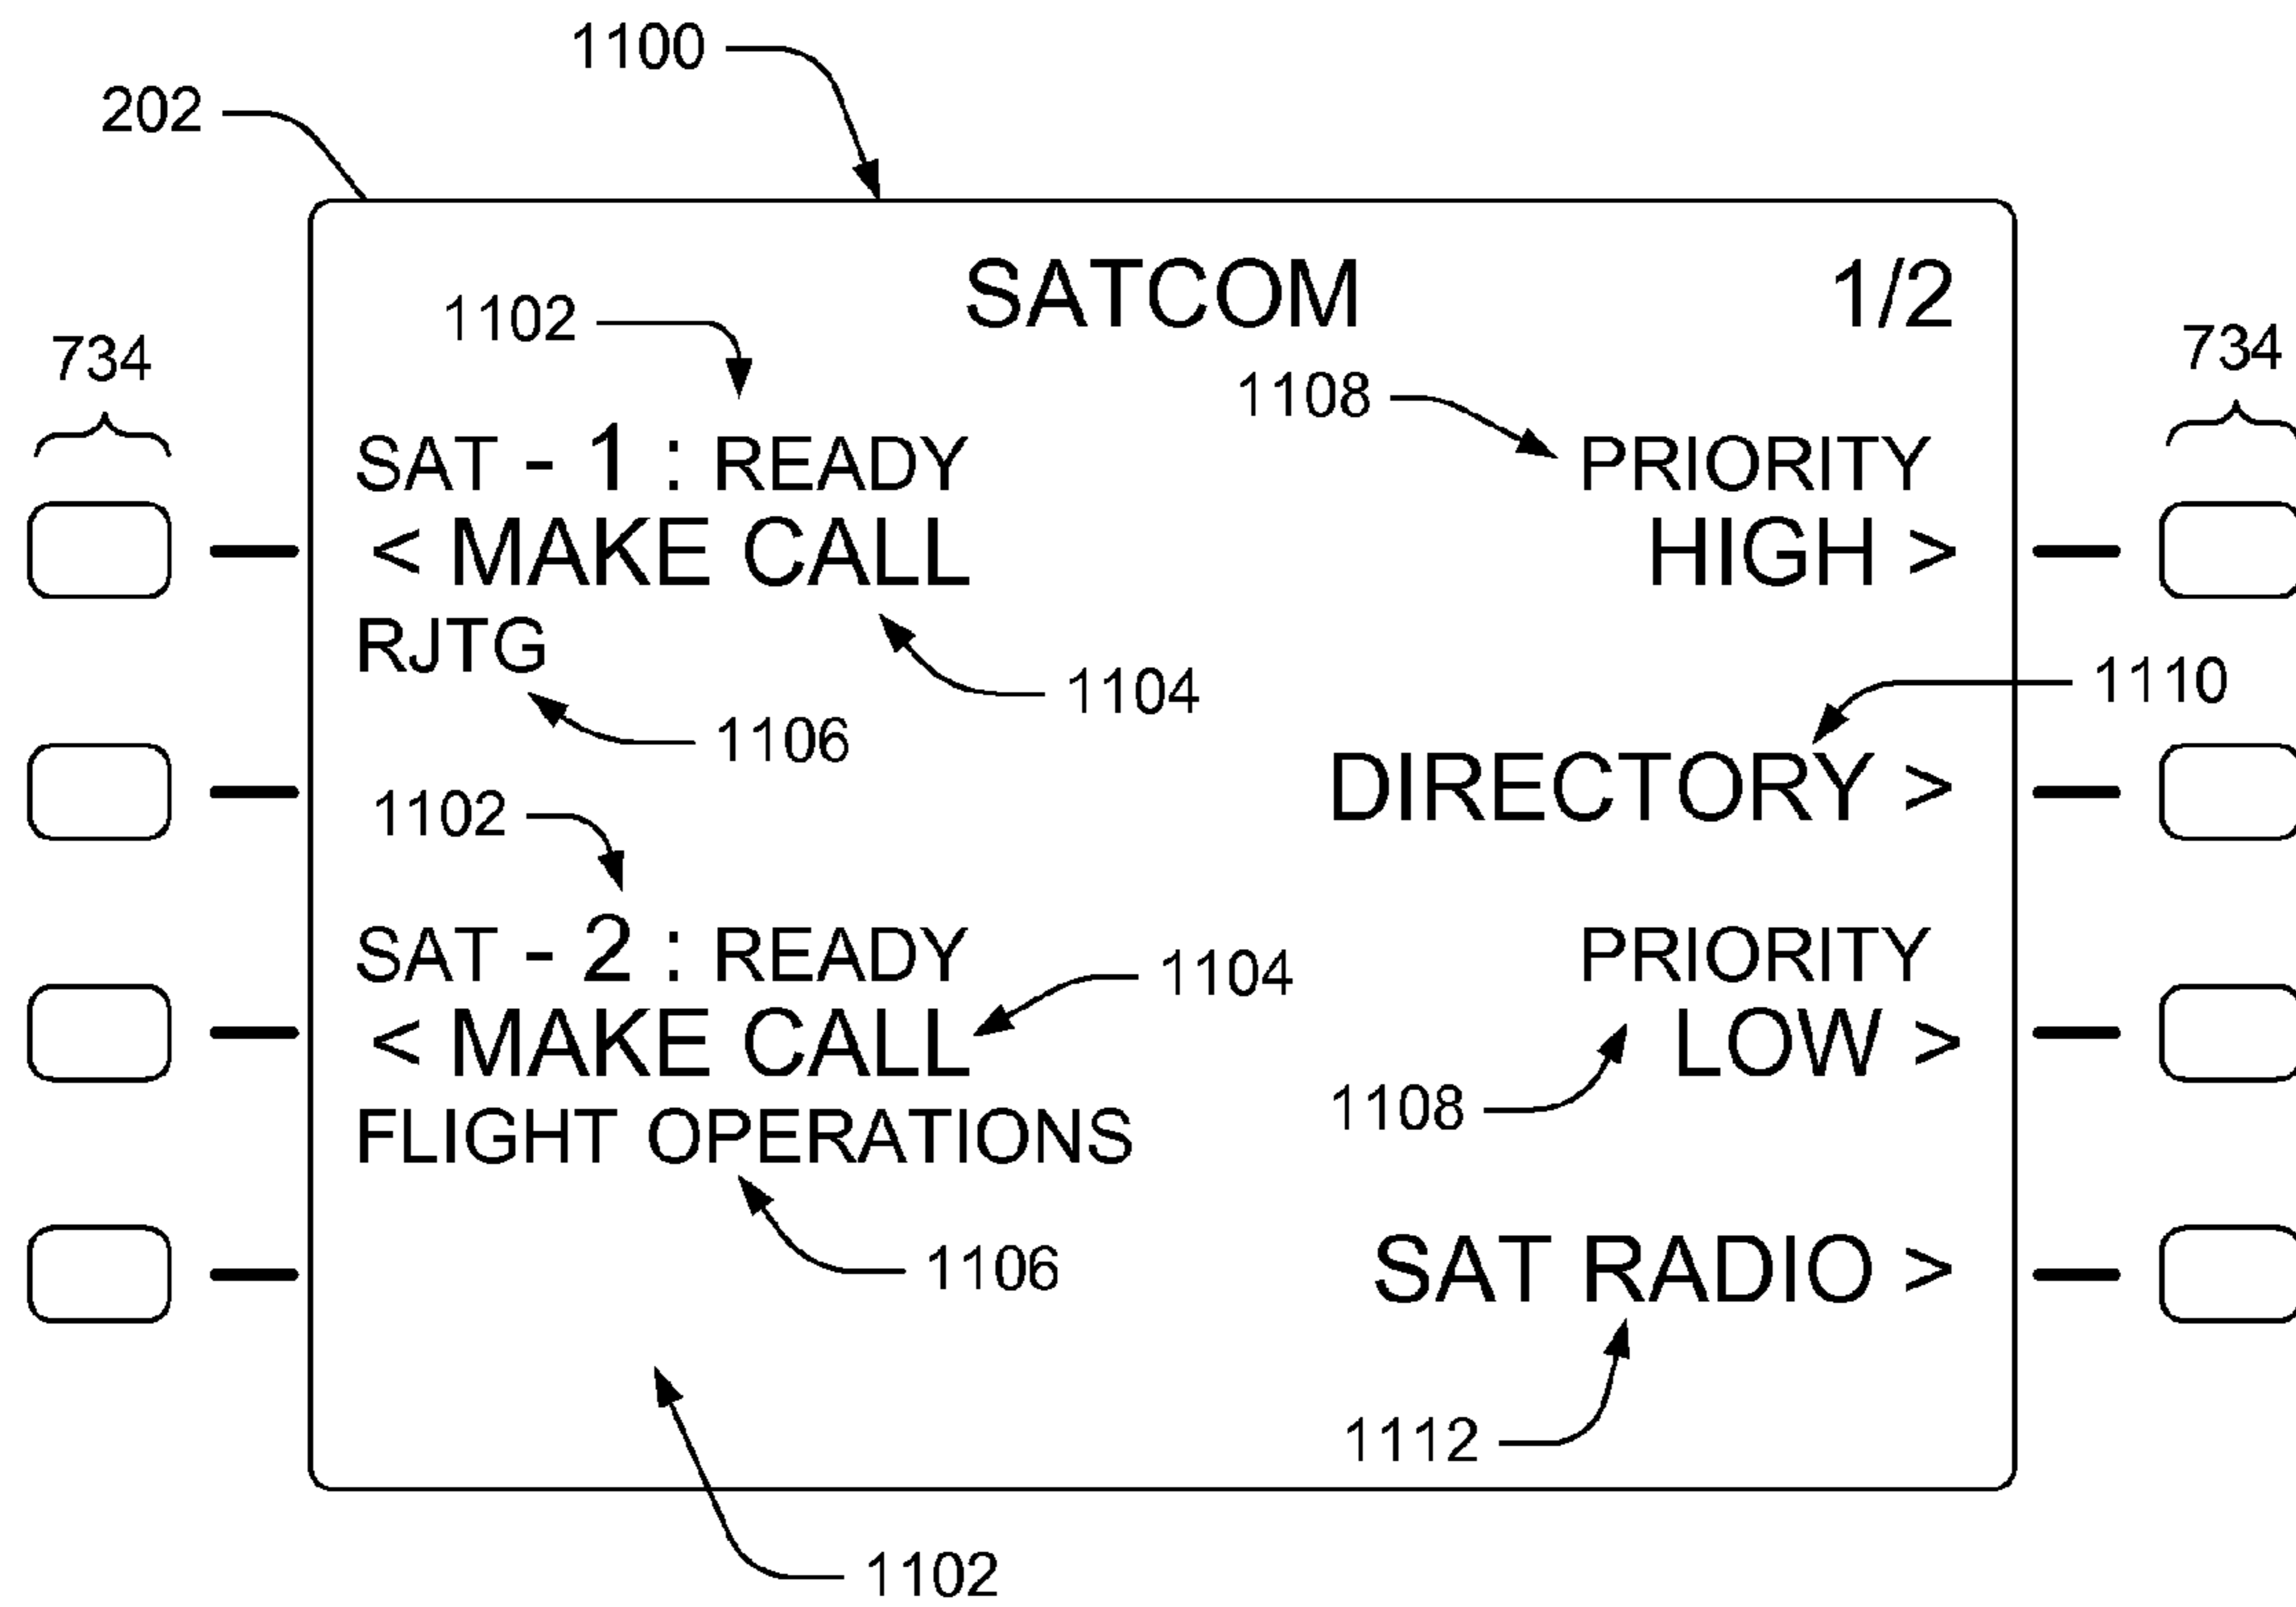 1100
202
SATCOM 1/2
1102
734
734
1108
SAT - 1 : READY
PRIORITY
< MAKE CALL
HIGH >
RJTG
1104
1110
1106
DIRECTORY >
1102
SAT - 2 : READY
PRIORITY
1104
< MAKE CALL
LOW >
1108
FLIGHT OPERATIONS
1106
SAT RADIO >
1112
1102